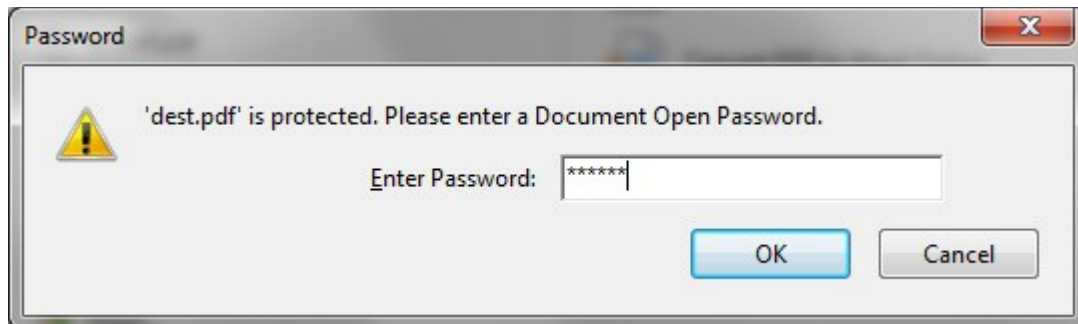 Password
'dest.pdf' is protected. Please enter a Document Open Password.
Enter Password: ******
OK Cancel